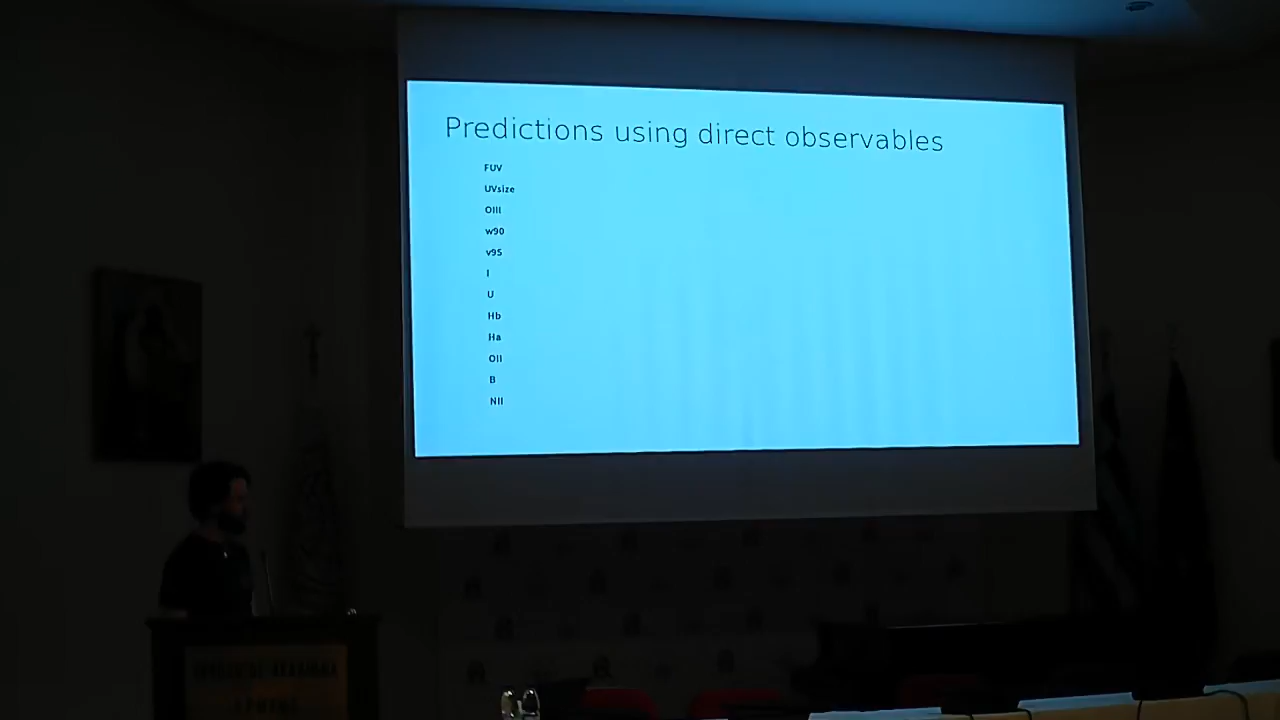 Predictions using direct observables
FUV
UVsize
OIII
w90
v95
I
U
Hb
Ha
OII
B
NII